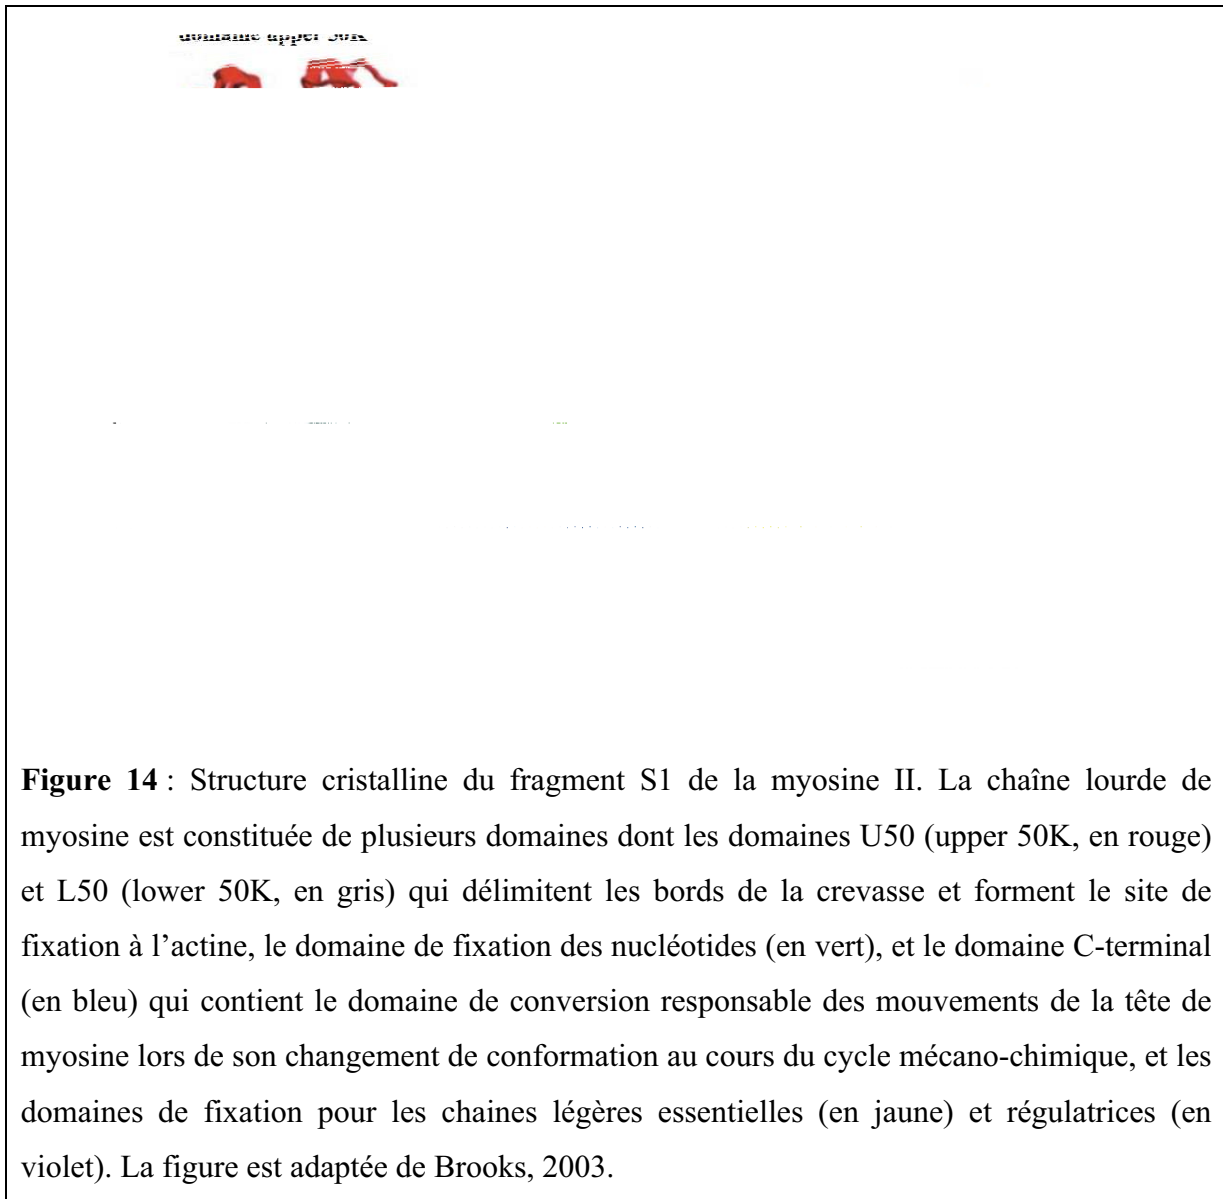 domaine upper 50K
Figure 14 : Structure cristalline du fragment S1 de la myosine II. La chaîne lourde de
myosine est constituée de plusieurs domaines dont les domaines U50 (upper 50K, en rouge)
et L50 (lower 50K, en gris) qui délimitent les bords de la crevasse et forment le site de
fixation à l’actine, le domaine de fixation des nucléotides (en vert), et le domaine C-terminal
(en bleu) qui contient le domaine de conversion responsable des mouvements de la tête de
myosine lors de son changement de conformation au cours du cycle mécano-chimique, et les
domaines de fixation pour les chaines légères essentielles (en jaune) et régulatrices (en
violet). La figure est adaptée de Brooks, 2003.